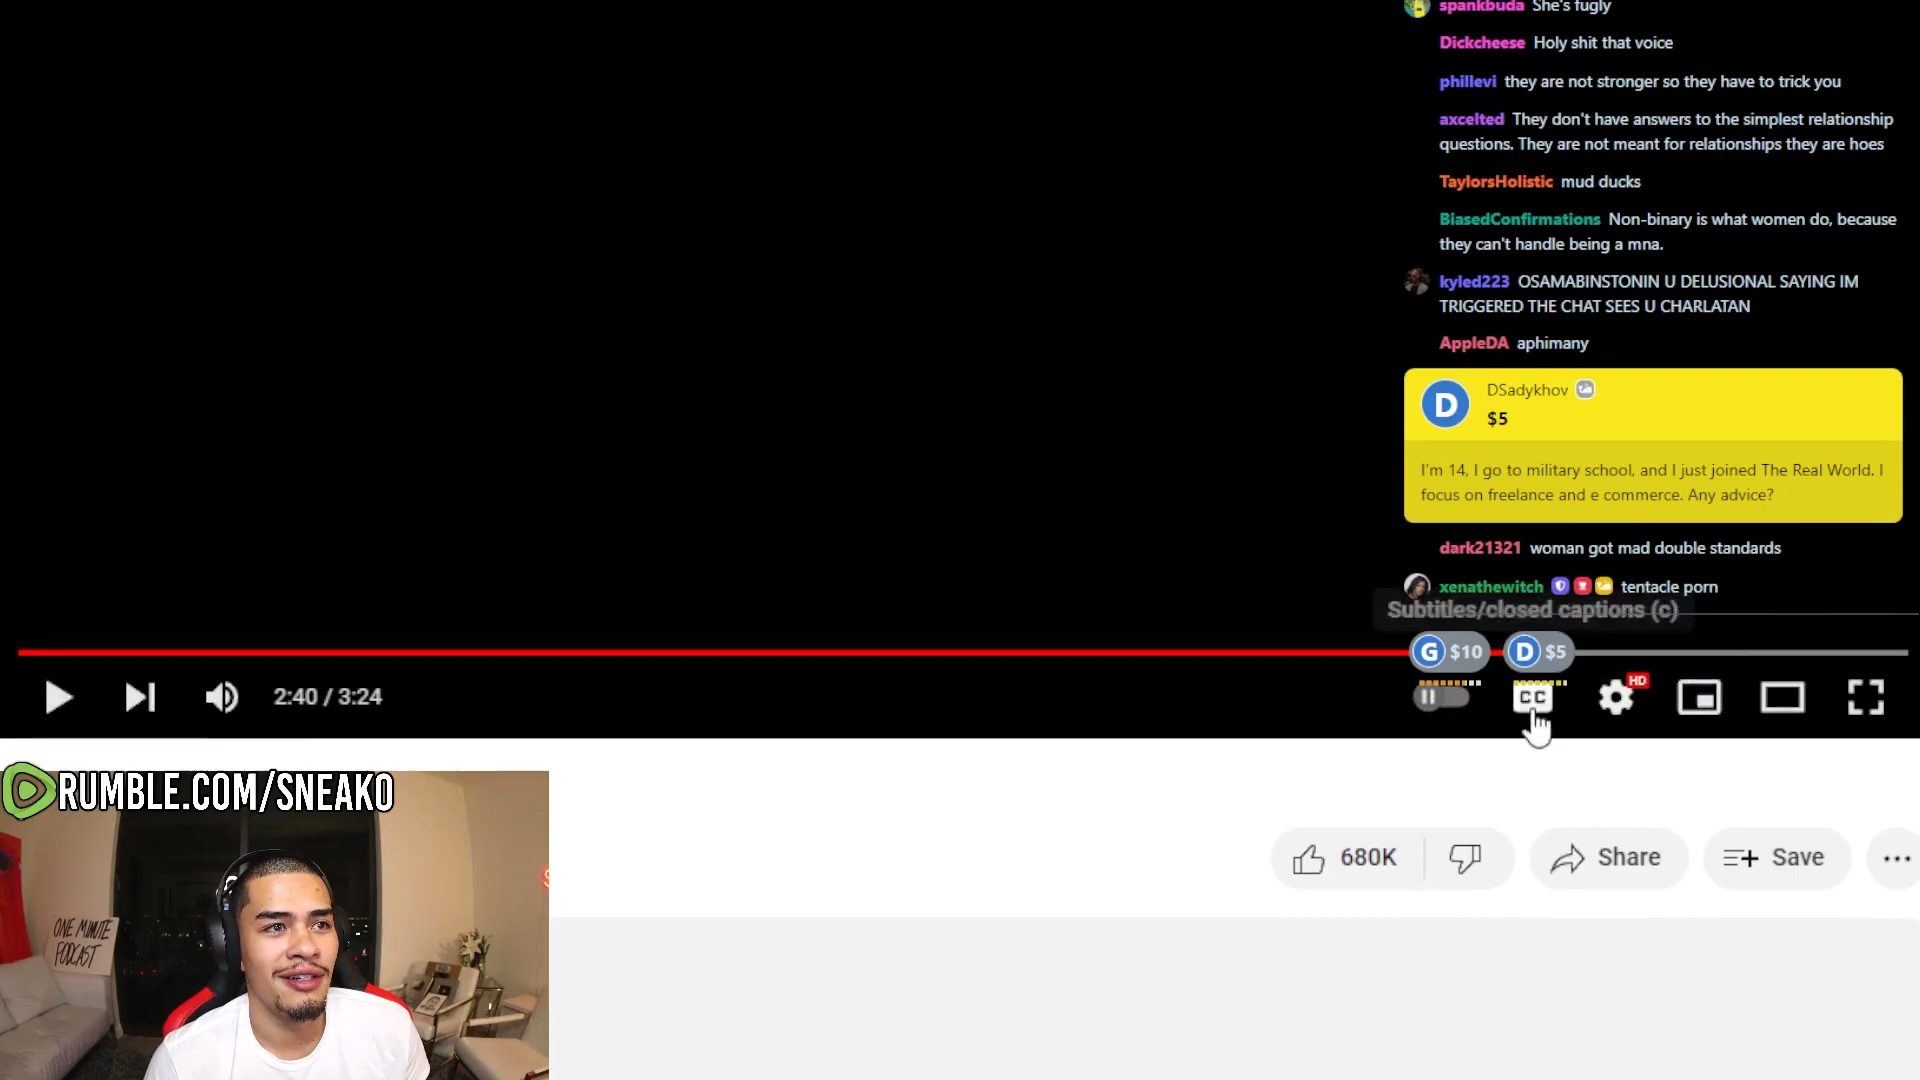 spankbuda She's fugly
Dickcheese Holy shit that voice
phillevi they are not stronger so they have to trick you
axcelted They don't have answers to the simplest relationship
questions. They are not meant for relationships they are hoes
TaylorsHolistic mud ducks
BiasedConfirmations Non-binary is what women do, because
they can't handle being a mna.
kyled223 OSAMABINSTONIN U DELUSIONAL SAYING IM
TRIGGERED THE CHAT SEES U CHARLATAN
AppleDA aphimany
D DSadykhov
$5
I'm 14, I go to military school, and I just joined The Real World. I
focus on freelance and e commerce. Any advice?
dark21321 woman got mad double standards
xenathewitch tentacle porn
Subtitles/closed captions (c)
G $10 D $5
2:40 / 3:24
CC
HD
RUMBLE.COM/SNEAKO
680K
Share
Save
ONE MINUTE
PODCAST